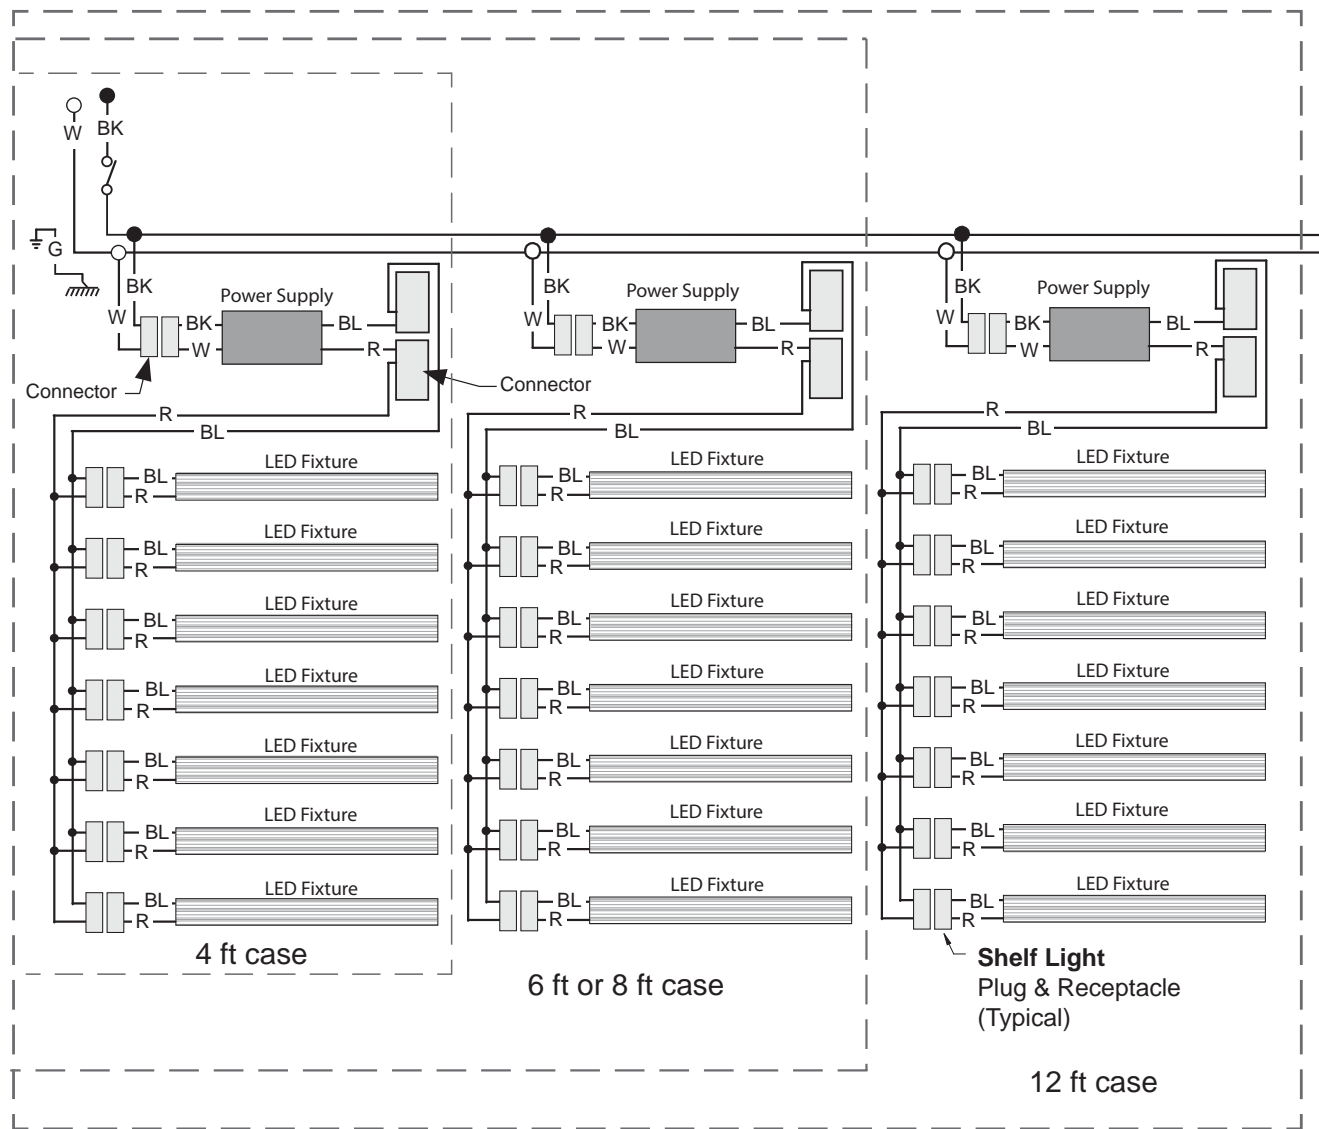 W
BK
G
BK
W
BK
W
Power Supply
BL
R
Connector
Connector
R
BL
LED Fixture
BL
R
LED Fixture
BL
R
LED Fixture
BL
R
LED Fixture
BL
R
LED Fixture
BL
R
LED Fixture
BL
R
LED Fixture
BL
R
4 ft case
BK
W
BK
W
Power Supply
BL
R
R
BL
LED Fixture
BL
R
LED Fixture
BL
R
LED Fixture
BL
R
LED Fixture
BL
R
LED Fixture
BL
R
LED Fixture
BL
R
LED Fixture
BL
R
6 ft or 8 ft case
BK
W
BK
W
Power Supply
BL
R
R
BL
LED Fixture
BL
R
LED Fixture
BL
R
LED Fixture
BL
R
LED Fixture
BL
R
LED Fixture
BL
R
LED Fixture
BL
R
LED Fixture
BL
R
Shelf Light
Plug & Receptacle
(Typical)
12 ft case